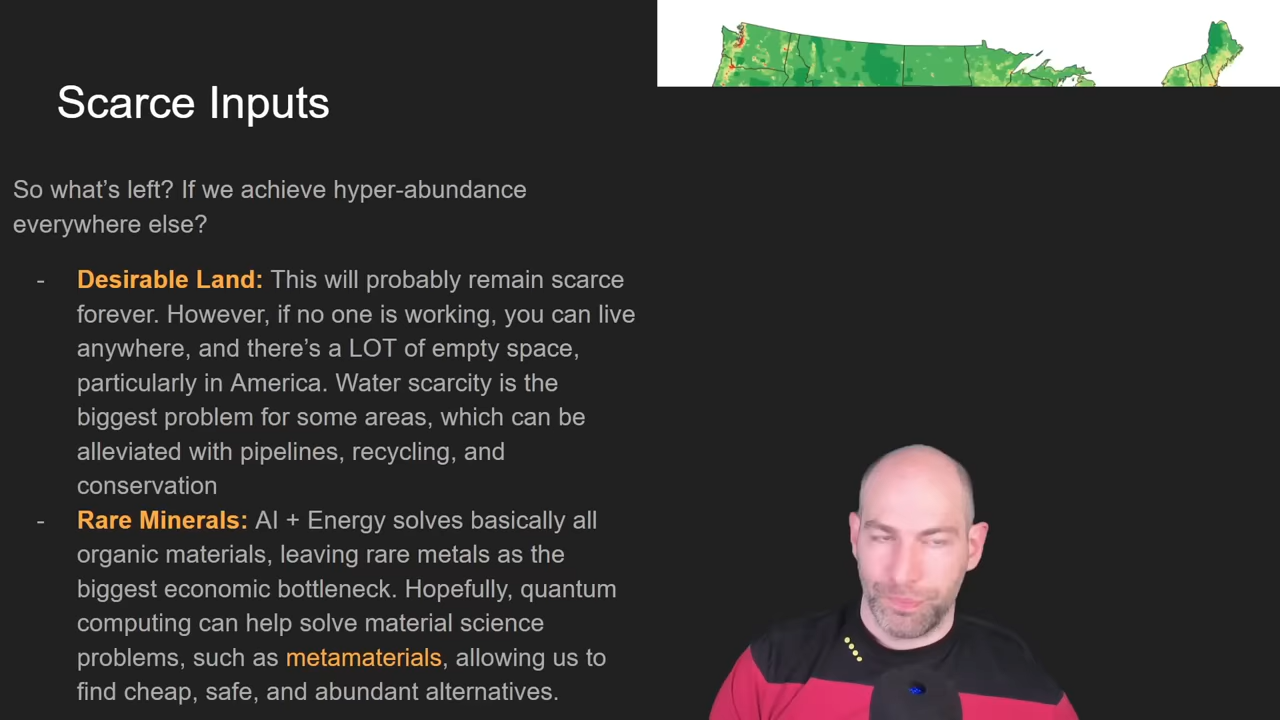 Scarce Inputs
So what’s left? If we achieve hyper-abundance
everywhere else?
- Desirable Land: This will probably remain scarce
forever. However, if no one is working, you can live
anywhere, and there’s a LOT of empty space,
particularly in America. Water scarcity is the
biggest problem for some areas, which can be
alleviated with pipelines, recycling, and
conservation
- Rare Minerals: AI + Energy solves basically all
organic materials, leaving rare metals as the
biggest economic bottleneck. Hopefully, quantum
computing can help solve material science
problems, such as metamaterials, allowing us to
find cheap, safe, and abundant alternatives.